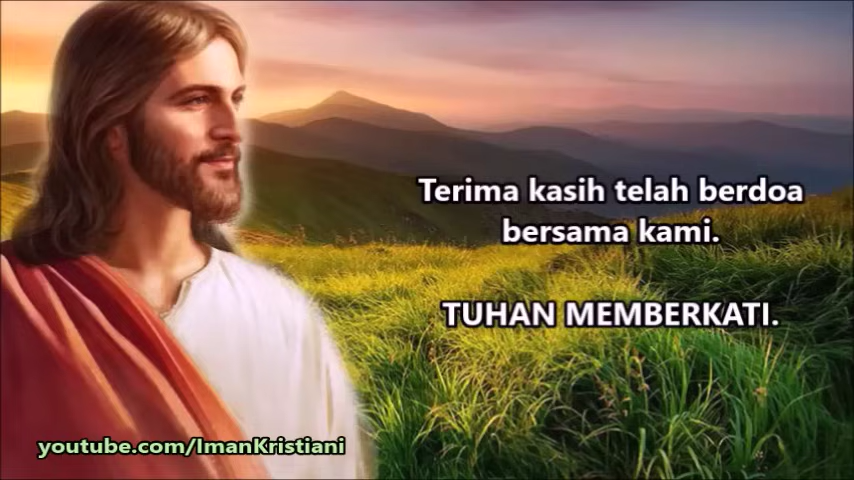 Terima kasih telah berdoa
bersama kami.
TUHAN MEMBERKATI.
youtube.com/ImanKristiani